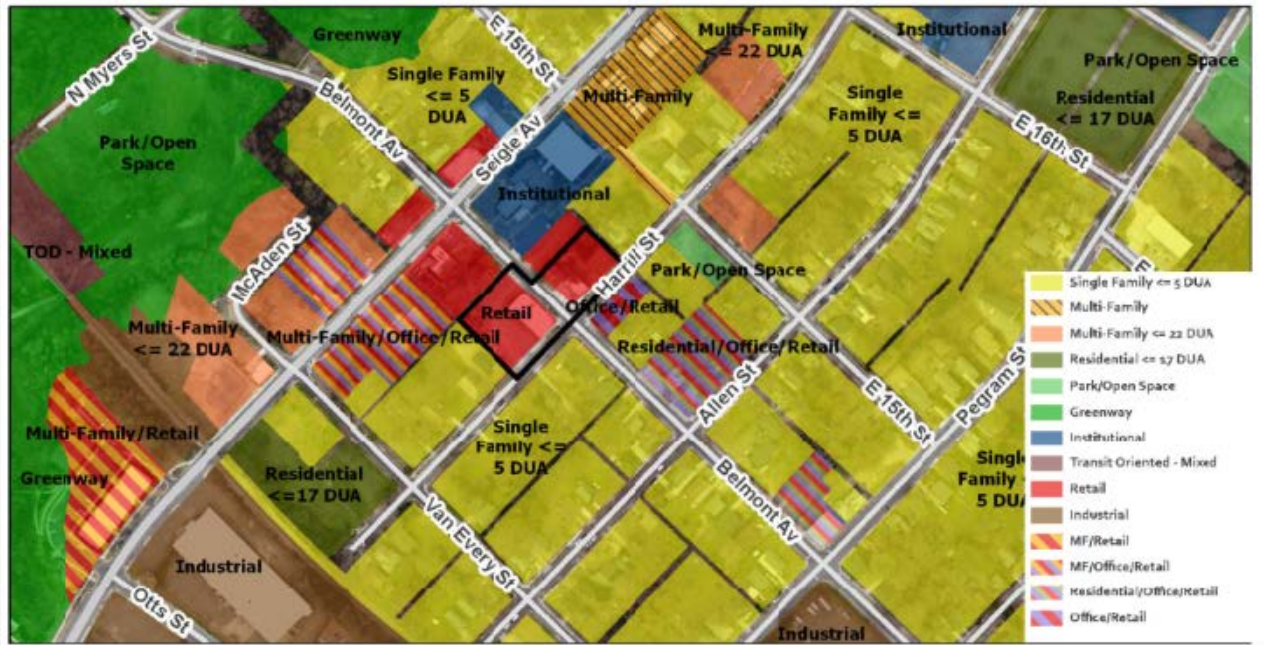 Greenway
E 15th St
Multi-Family
<= 22 DUA
Institutional
N Myers St
Single Family
<= 5
DUA
Park/Open Space
Belmont Av
Multi-Family
Single
Family <=
5 DUA
Residential
<= 17 DUA
Seigle Av
E 16th St
Park/Open
Space
Institutional
TOD - Mixed
McAden St
Harrill St
Park/Open Space
Office/Retail
Retail
Multi-Family
<= 22 DUA
Multi-Family/Office/Retail
Residential/Office/Retail
Allen St
E 15th St
Pegram St
Multi-Family/Retail
Single
Family <=
5 DUA
Greenway
Residential
<=17 DUA
Belmont Av
Van Every St
Industrial
Otts St
Industrial
Single Family <= 5 DUA
Multi-Family
Multi-Family <= 22 DUA
Residential <= 17 DUA
Park/Open Space
Greenway
Institutional
Transit Oriented - Mixed
Retail
Industrial
MF/Retail
MF/Office/Retail
Residential/Office/Retail
Office/Retail